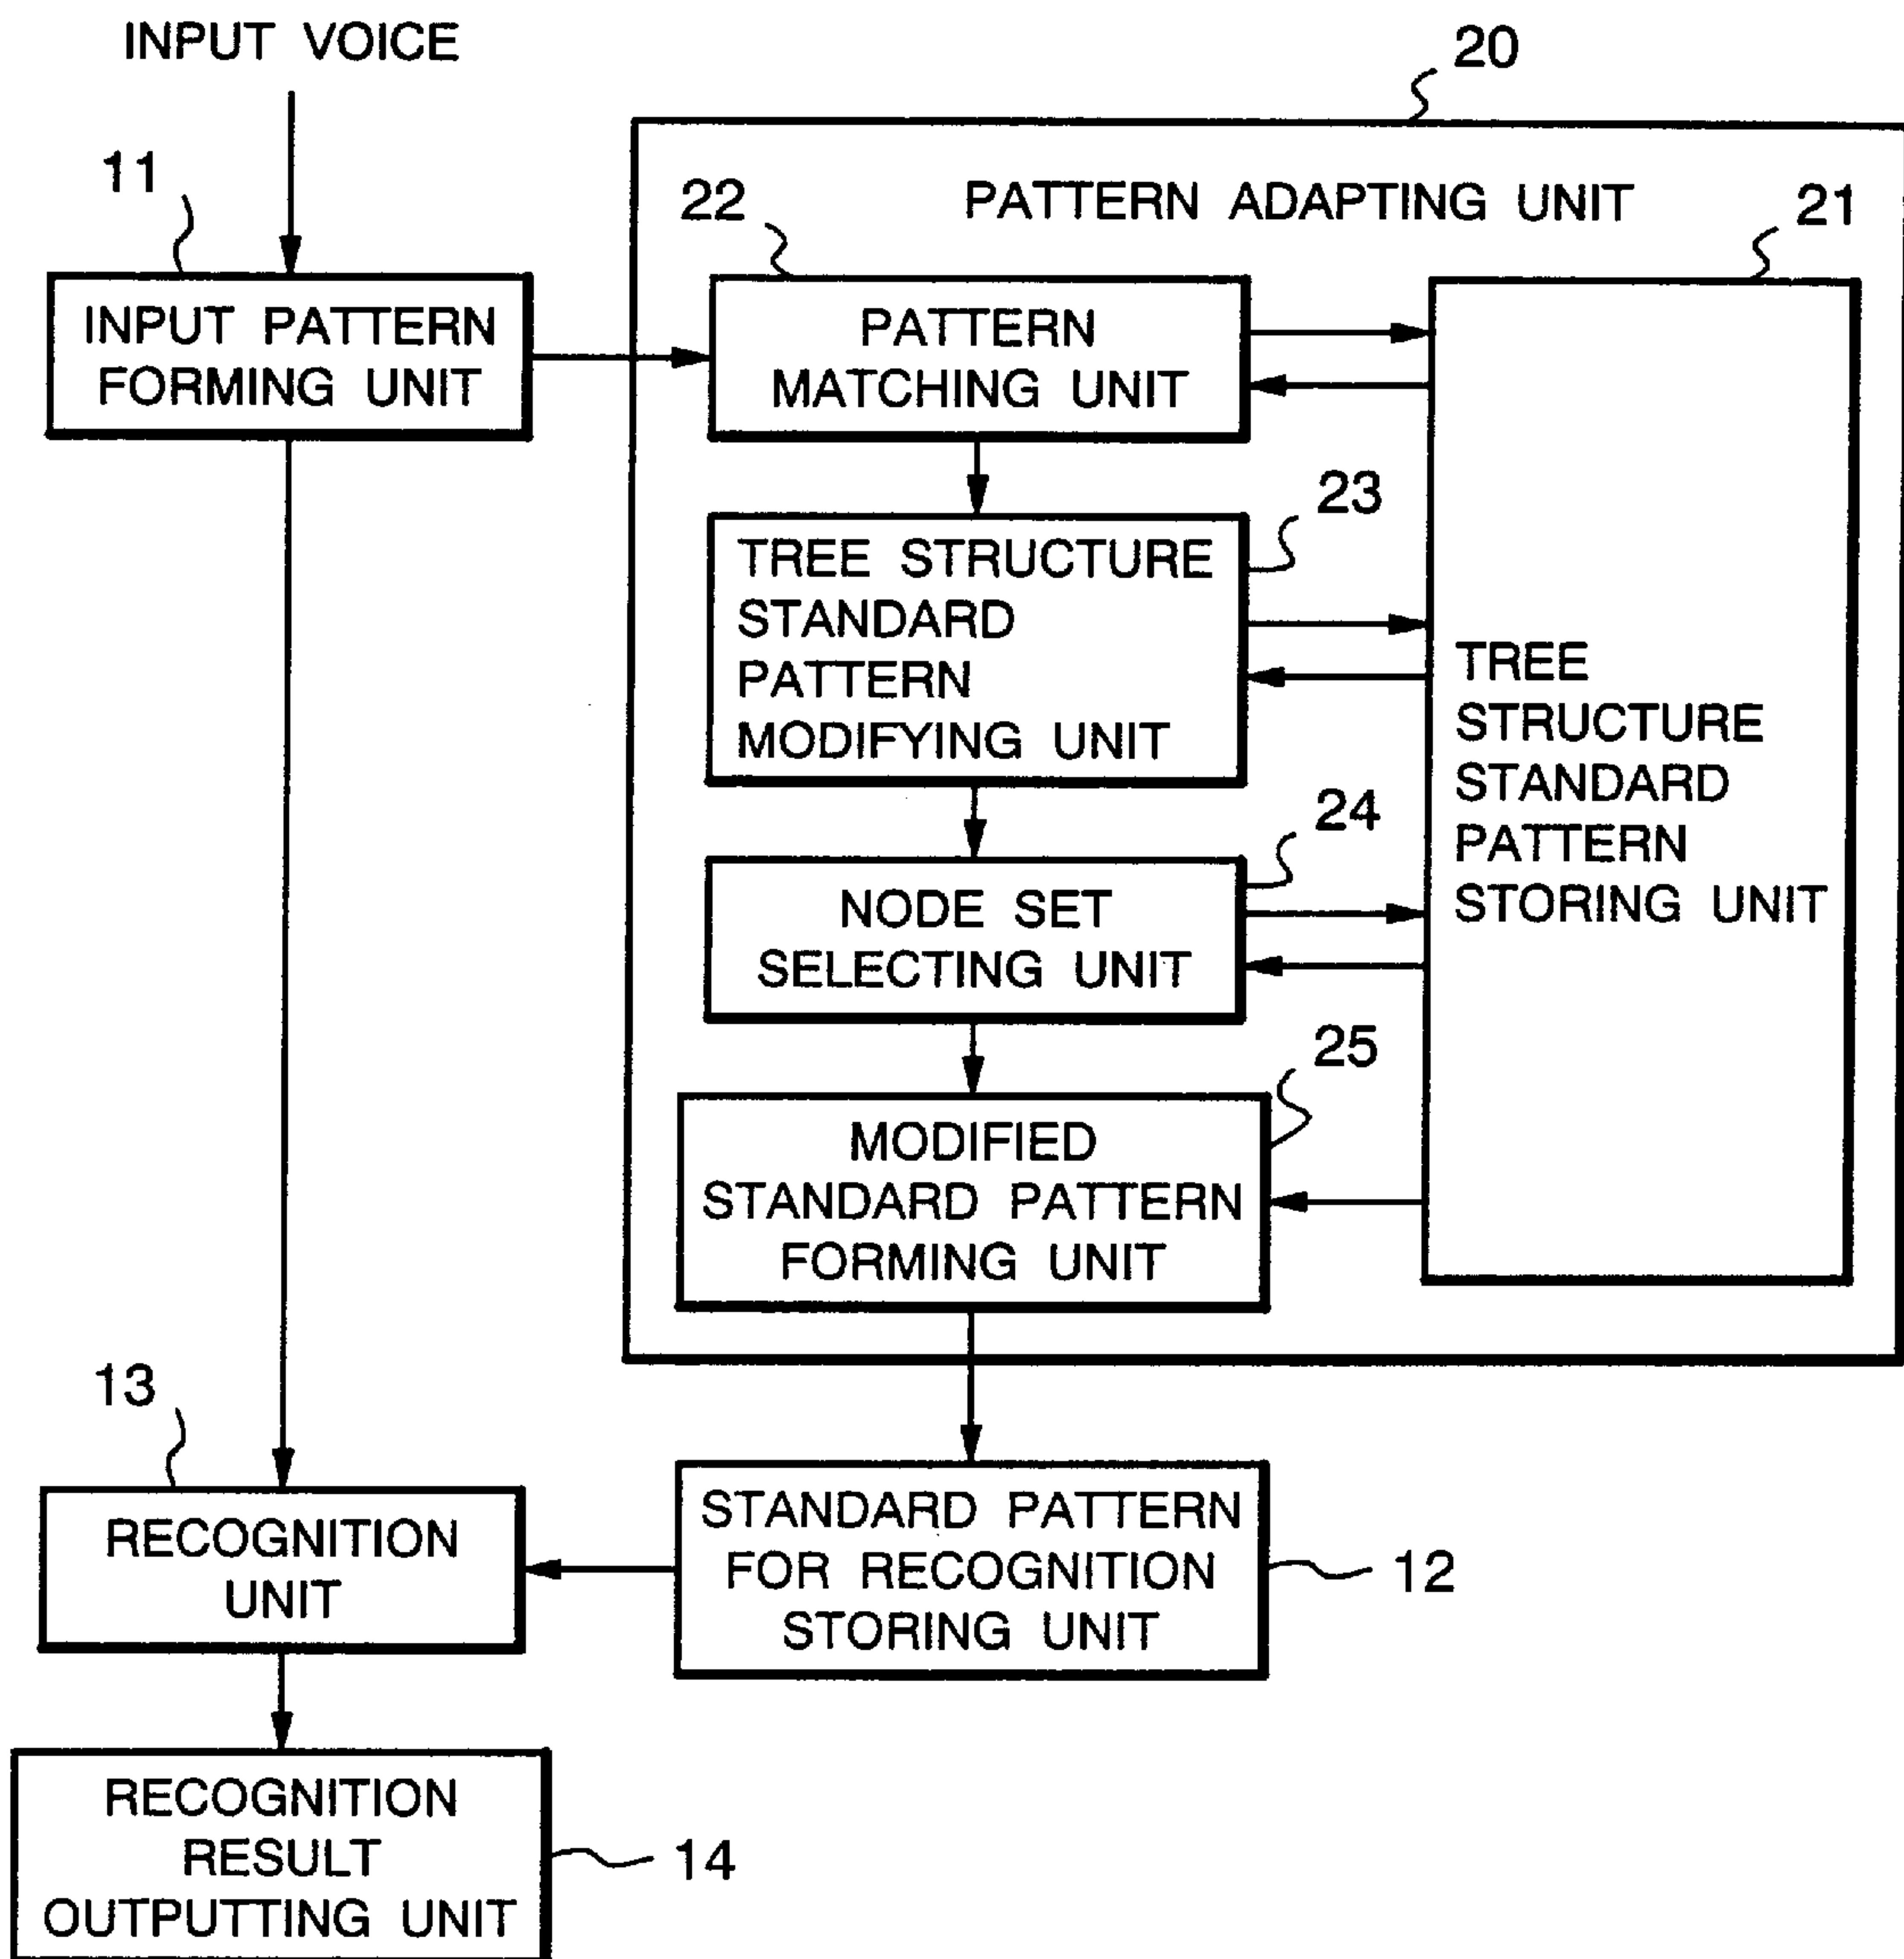 INPUT VOICE
20
11
22
PATTERN ADAPTING UNIT
21
INPUT PATTERN
FORMING UNIT
PATTERN
MATCHING UNIT
23
TREE STRUCTURE
STANDARD
PATTERN
MODIFYING UNIT
TREE
STRUCTURE
STANDARD
PATTERN
STORING UNIT
24
NODE SET
SELECTING UNIT
25
MODIFIED
STANDARD PATTERN
FORMING UNIT
13
RECOGNITION
UNIT
STANDARD PATTERN
FOR RECOGNITION
STORING UNIT
12
RECOGNITION
RESULT
OUTPUTTING UNIT
14